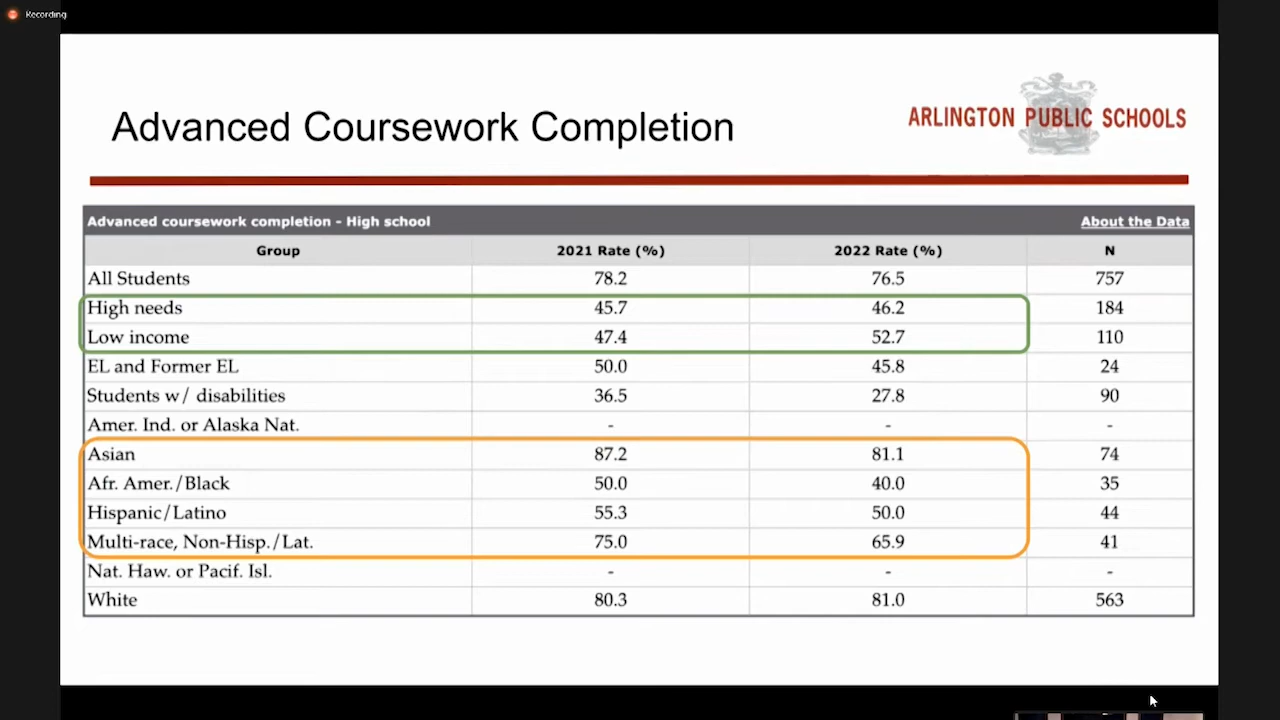 Recording
Advanced Coursework Completion
ARLINGTON PUBLIC SCHOOLS
Advanced coursework completion - High school About the Data
Group 2021 Rate (%) 2022 Rate (%) N
All Students 78.2 76.5 757
High needs 45.7 46.2 184
Low income 47.4 52.7 110
EL and Former EL 50.0 45.8 24
Students w/ disabilities 36.5 27.8 90
Amer. Ind. or Alaska Nat. - - -
Asian 87.2 81.1 74
Afr. Amer./Black 50.0 40.0 35
Hispanic/Latino 55.3 50.0 44
Multi-race, Non-Hisp./Lat. 75.0 65.9 41
Nat. Haw. or Pacif. Isl. - - -
White 80.3 81.0 563